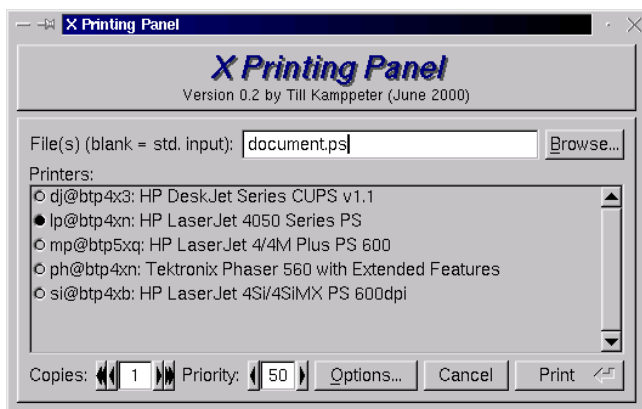 X Printing Panel
X Printing Panel
Version 0.2 by Till Kamppeter (June 2000)
File(s) (blank = std. input): document.ps Browse...
Printers:
dj@btp4x3: HP DeskJet Series CUPS v1.1
lp@btp4xn: HP LaserJet 4050 Series PS
mp@btp5xq: HP LaserJet 4/4M Plus PS 600
ph@btp4xn: Tektronix Phaser 560 with Extended Features
si@btp4xb: HP LaserJet 4Si/4SiMX PS 600dpi
Copies: 1 Priority: 50 Options... Cancel Print